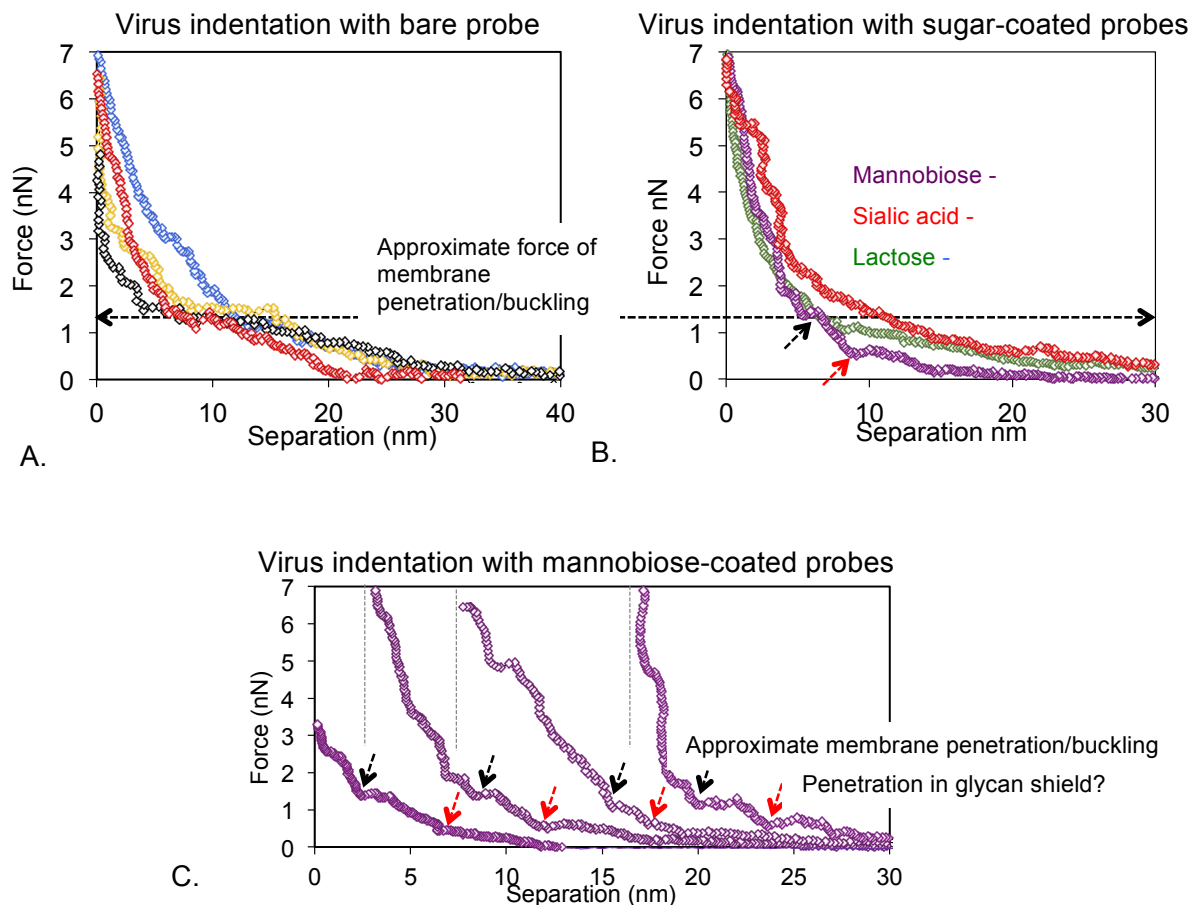 Virus indentation with bare probe
7
6
5
4
3
2
1
0
Force (nN)
Approximate force of
membrane
penetration/buckling
0 10 20 30 40
Separation (nm)
A.
Virus indentation with sugar-coated probes
7
6
5
4
3
2
1
0
Force nN
Mannobiose -
Sialic acid -
Lactose -
0 10 20 30
Separation nm
B.
Virus indentation with mannobiose-coated probes
7
6
5
4
3
2
1
0
Force (nN)
Approximate membrane penetration/buckling
Penetration in glycan shield?
0 5 10 15 20 25 30
Separation (nm)
C.